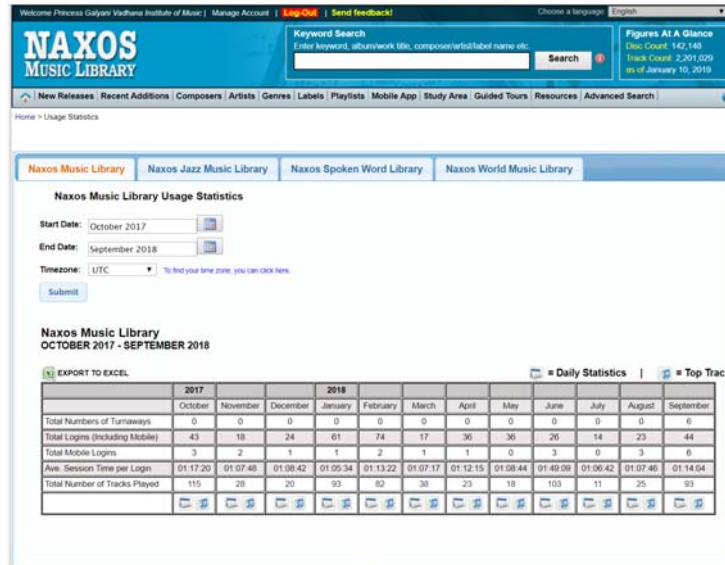 Welcome Princess Galyani Vadhana Institute of Music | Manage Account | Log-Out | Send feedback!
Choose a language: English
NAXOS
MUSIC LIBRARY
Keyword Search
Enter keyword, album/work title, composer/artist/label name etc.
Search
Figures At A Glance
Disc Count: 142,148
Track Count: 2,201,029
as of January 10, 2019
New Releases | Recent Additions | Composers | Artists | Genres | Labels | Playlists | Mobile App | Study Area | Guided Tours | Resources | Advanced Search |
Home > Usage Statistics
Naxos Music Library Naxos Jazz Music Library Naxos Spoken Word Library Naxos World Music Library
Naxos Music Library Usage Statistics
Start Date: October 2017
End Date: September 2018
Timezone: UTC To find your time zone, you can click here.
Submit
Naxos Music Library
OCTOBER 2017 - SEPTEMBER 2018
EXPORT TO EXCEL = Daily Statistics | = Top Trac
2017 2018
October November December January February March April May June July August September
Total Numbers of Turnaways 0 0 0 0 0 0 0 0 0 0 0 6
Total Logins (Including Mobile) 43 18 24 61 74 17 36 36 26 14 23 44
Total Mobile Logins 3 2 1 1 2 1 1 0 3 0 3 6
Ave. Session Time per Login 01:17:20 01:07:48 01:08:42 01:05:34 01:13:22 01:07:17 01:12:15 01:08:44 01:49:09 01:06:42 01:07:46 01:14:04
Total Number of Tracks Played 115 28 20 93 82 38 23 18 103 11 25 93